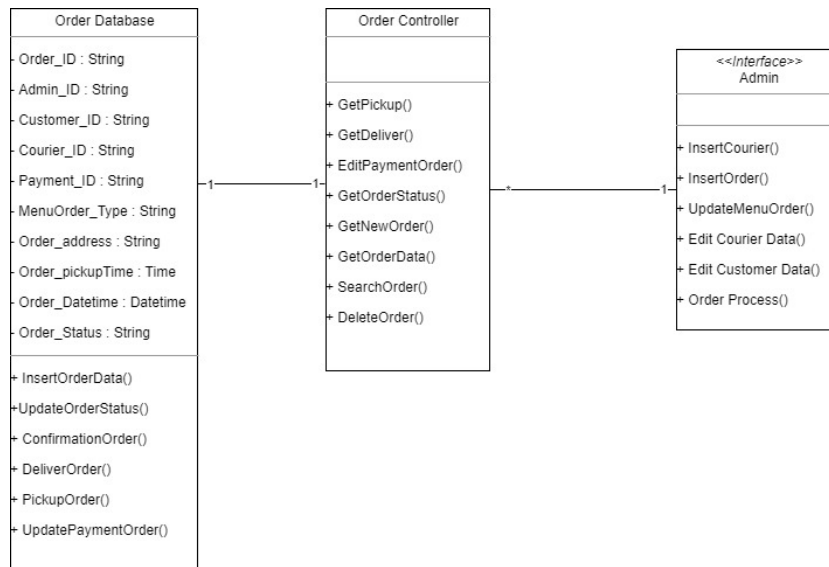 Order Database
- Order_ID : String
- Admin_ID : String
- Customer_ID : String
- Courier_ID : String
- Payment_ID : String
- MenuOrder_Type : String
- Order_address : String
- Order_pickupTime : Time
- Order_Datetime : Datetime
- Order_Status : String
+ InsertOrderData()
+UpdateOrderStatus()
+ ConfirmationOrder()
+ DeliverOrder()
+ PickupOrder()
+ UpdatePaymentOrder()
1
1
Order Controller
+ GetPickup()
+ GetDeliver()
+ EditPaymentOrder()
+ GetOrderStatus()
+ GetNewOrder()
+ GetOrderData()
+ SearchOrder()
+ DeleteOrder()
*
1
<<Interface>>
Admin
+ InsertCourier()
+ InsertOrder()
+ UpdateMenuOrder()
+ Edit Courier Data()
+ Edit Customer Data()
+ Order Process()